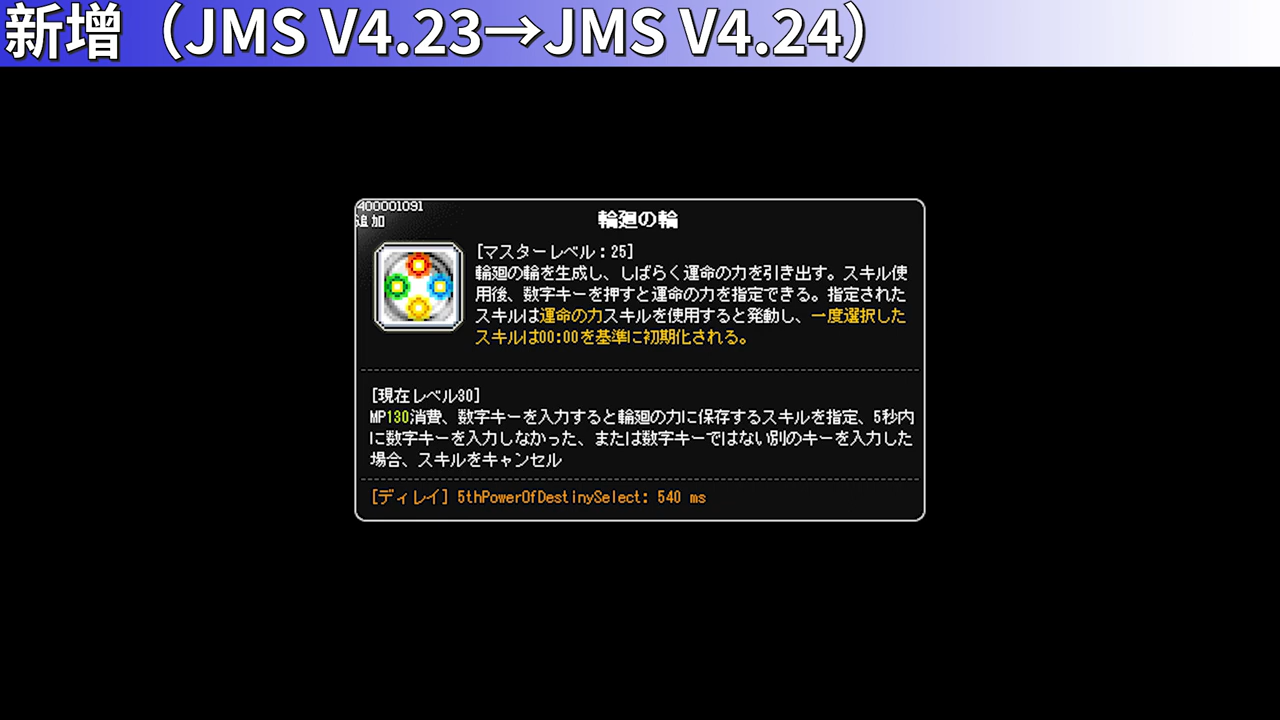 新増（JMS V4.23→JMS V4.24）
400001091
追加
輪廻の輪
[マスターレベル：25]
輪廻の輪を生成し、しばらく運命の力を引き出す。スキル使
用後、数字キーを押すと運命の力を指定できる。指定された
スキルは運命の力スキルを使用すると発動し、一度選択した
スキルは00:00を基準に初期化される。
[現在レベル30]
MP130消費、数字キーを入力すると輪廻の力に保存するスキルを指定、5秒内
に数字キーを入力しなかった、または数字キーではない別のキーを入力した
場合、スキルをキャンセル
[ディレイ] 5thPowerOfDestinySelect: 540 ms